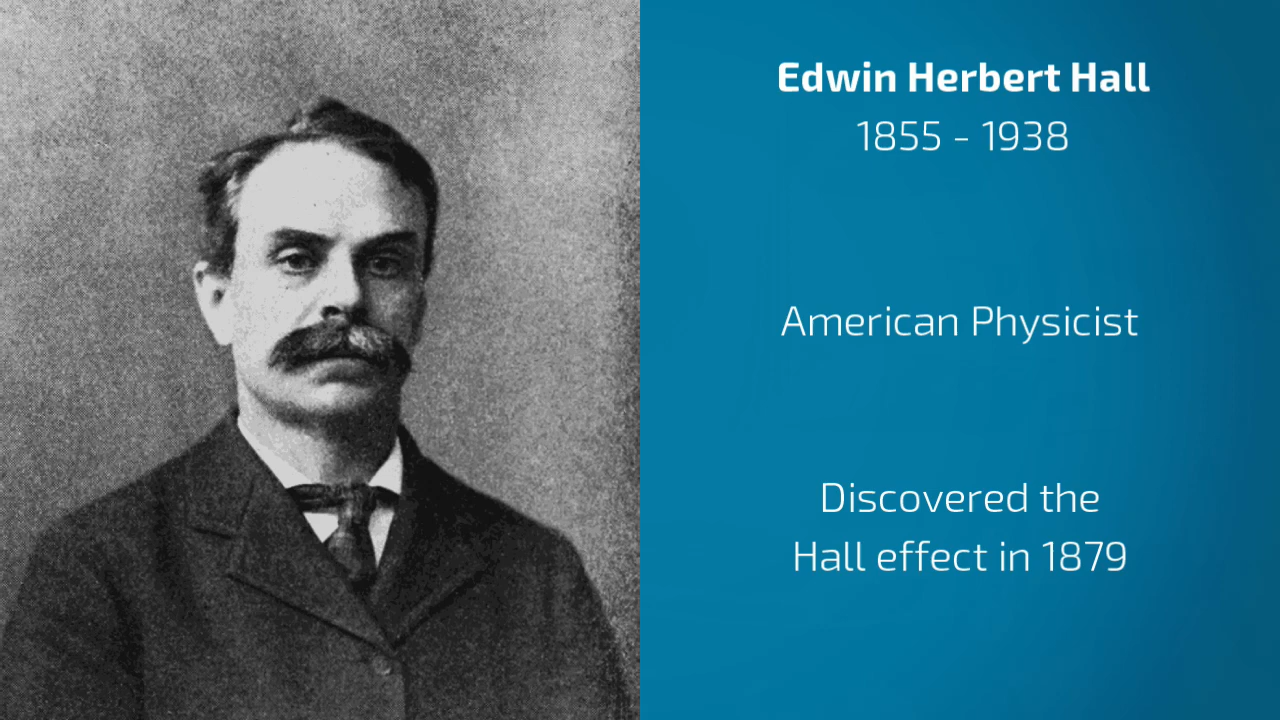 Edwin Herbert Hall
1855 - 1938
American Physicist
Discovered the
Hall effect in 1879